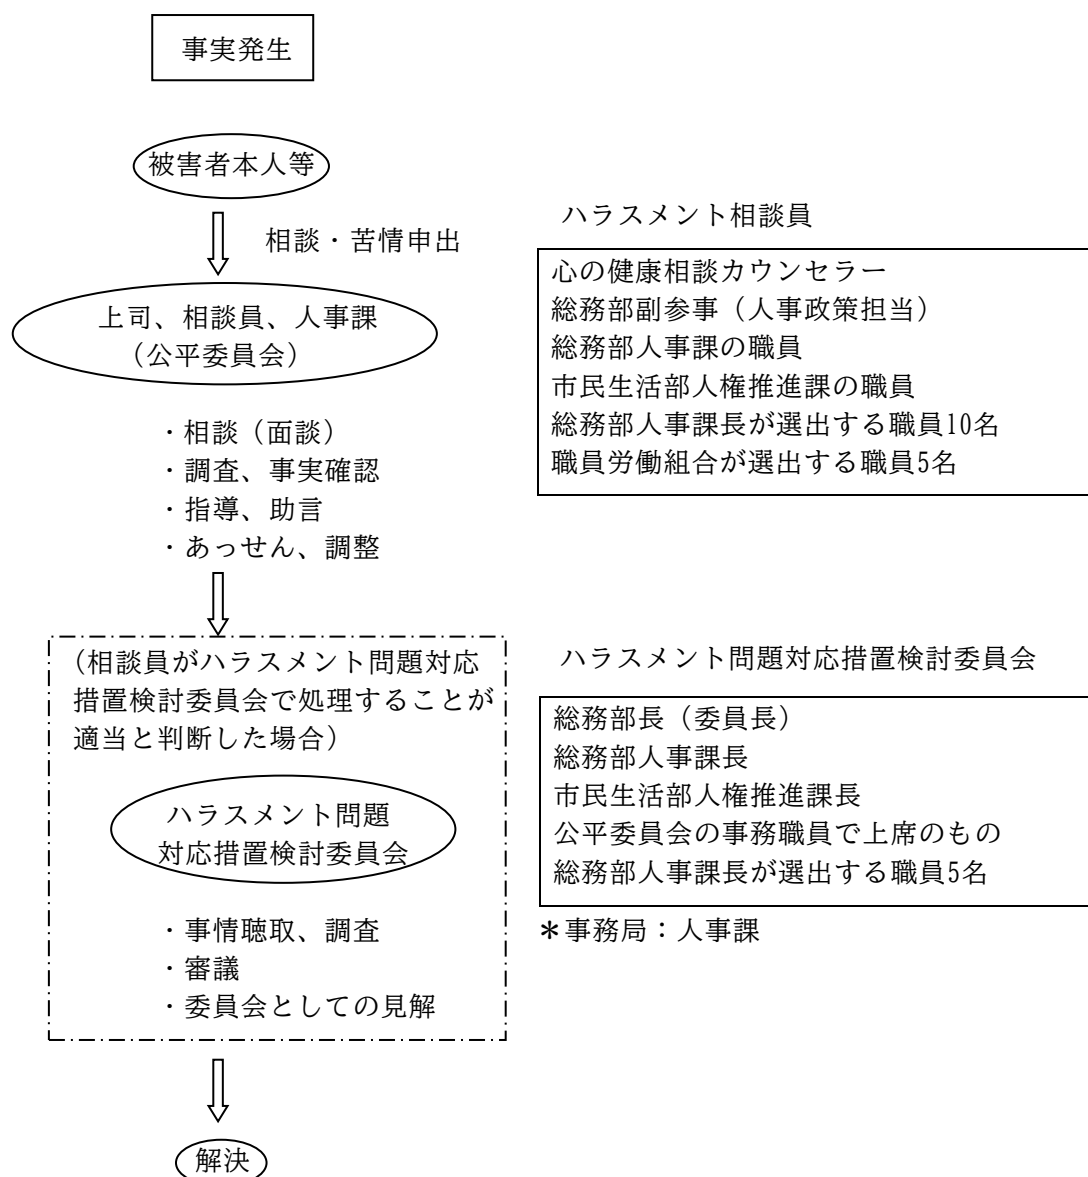 事実発生
被害者本人等
相談・苦情申出
上司、相談員、人事課
（公平委員会）
・相談（面談）
・調査、事実確認
・指導、助言
・あっせん、調整
ハラスメント相談員
心の健康相談カウンセラー
総務部副参事（人事政策担当）
総務部人事課の職員
市民生活部人権推進課の職員
総務部人事課長が選出する職員10名
職員労働組合が選出する職員5名
（相談員がハラスメント問題対応
措置検討委員会で処理することが
適当と判断した場合）
ハラスメント問題
対応措置検討委員会
・事情聴取、調査
・審議
・委員会としての見解
ハラスメント問題対応措置検討委員会
総務部長（委員長）
総務部人事課長
市民生活部人権推進課長
公平委員会の事務職員で上席のもの
総務部人事課長が選出する職員5名
＊事務局：人事課
解決